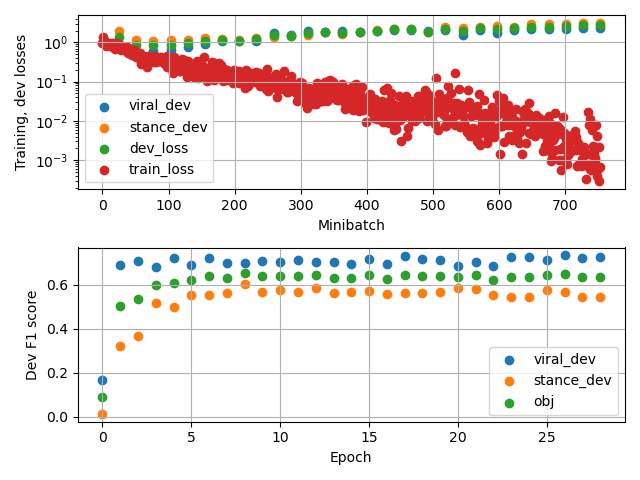 Training, dev losses
10⁰
10⁻¹
10⁻²
10⁻³
viral_dev
stance_dev
dev_loss
train_loss
0 100 200 300 400 500 600 700
Minibatch
Dev F1 score
0.6
0.4
0.2
0.0
viral_dev
stance_dev
obj
0 5 10 15 20 25
Epoch